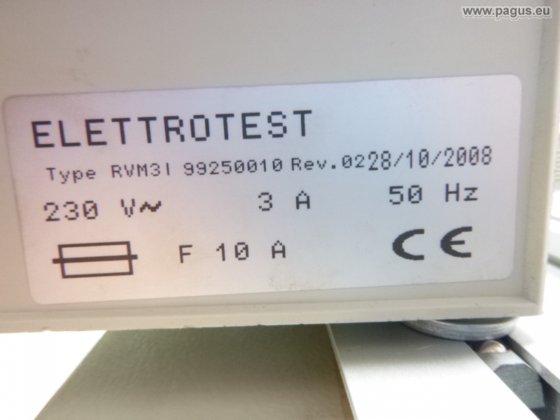 www.pagus.eu
ELETTROTEST
Type RVM3I 99250010 Rev.02 28/10/2008
230 V~ 3 A 50 Hz
F 10 A CE